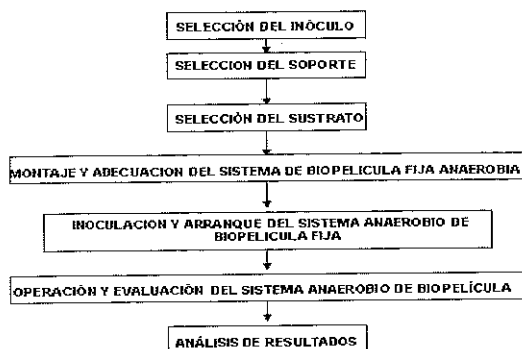 SELECCIÓN DEL INÓCULO
SELECCION DEL SOPORTE
SELECCIÓN DEL SUSTRATO
MONTAJE Y ADECUACION DEL SISTEMA DE BIOPELICULA FIJA ANAEROBIA
INOCULACION Y ARRANQUE DEL SISTEMA ANAEROBIO DE
BIOPELICULA FIJA
OPERACIÓN Y EVALUACIÓN DEL SISTEMA ANAEROBIO DE BIOPELÍCULA
ANÁLISIS DE RESULTADOS